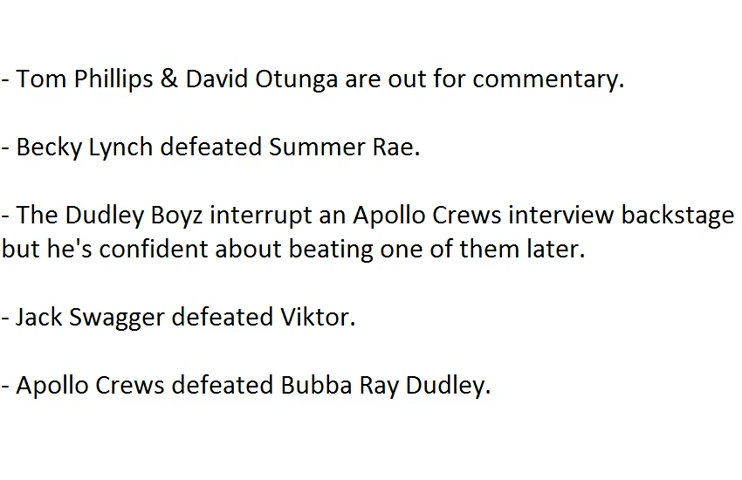 - Tom Phillips & David Otunga are out for commentary.
- Becky Lynch defeated Summer Rae.
- The Dudley Boyz interrupt an Apollo Crews interview backstage
but he's confident about beating one of them later.
- Jack Swagger defeated Viktor.
- Apollo Crews defeated Bubba Ray Dudley.